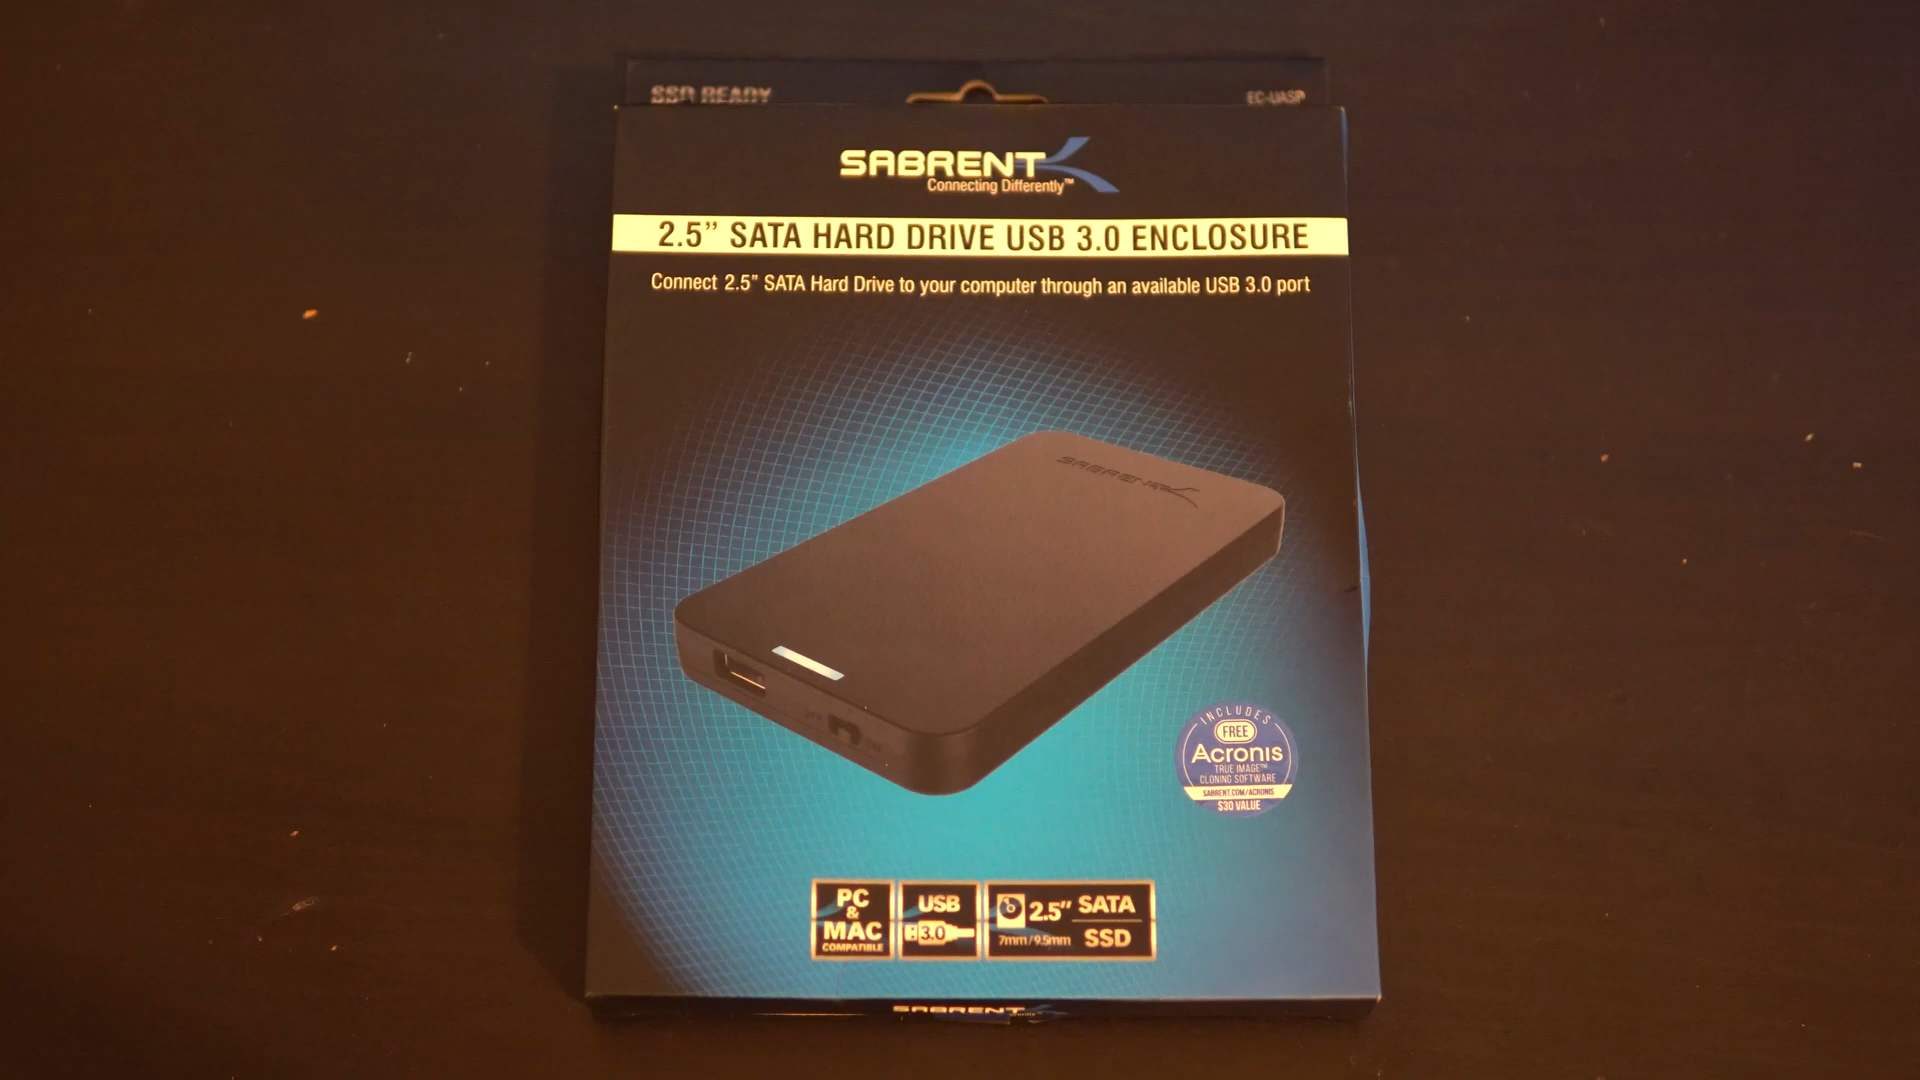 SSD READY
EC-UASP
SABRENT
Connecting Differently™
2.5” SATA HARD DRIVE USB 3.0 ENCLOSURE
Connect 2.5" SATA Hard Drive to your computer through an available USB 3.0 port
SABRENT
OFF
INCLUDES
FREE
Acronis
TRUE IMAGE™
CLONING SOFTWARE
SABRENT.COM/ACRONIS
$30 VALUE
PC
&
MAC
COMPATIBLE
USB
3.0
2.5” SATA
7mm/9.5mm SSD
SABRENT